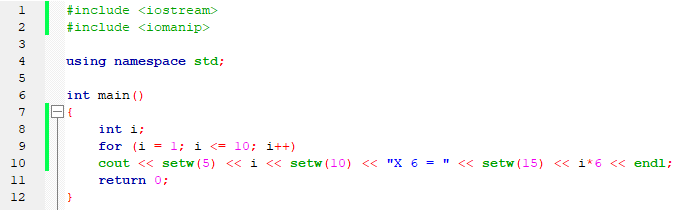 1 #include <iostream>
2 #include <iomanip>
3
4 using namespace std;
5
6 int main()
7 {
8 int i;
9 for (i = 1; i <= 10; i++)
10 cout << setw(5) << i << setw(10) << "X 6 = " << setw(15) << i*6 << endl;
11 return 0;
12 }